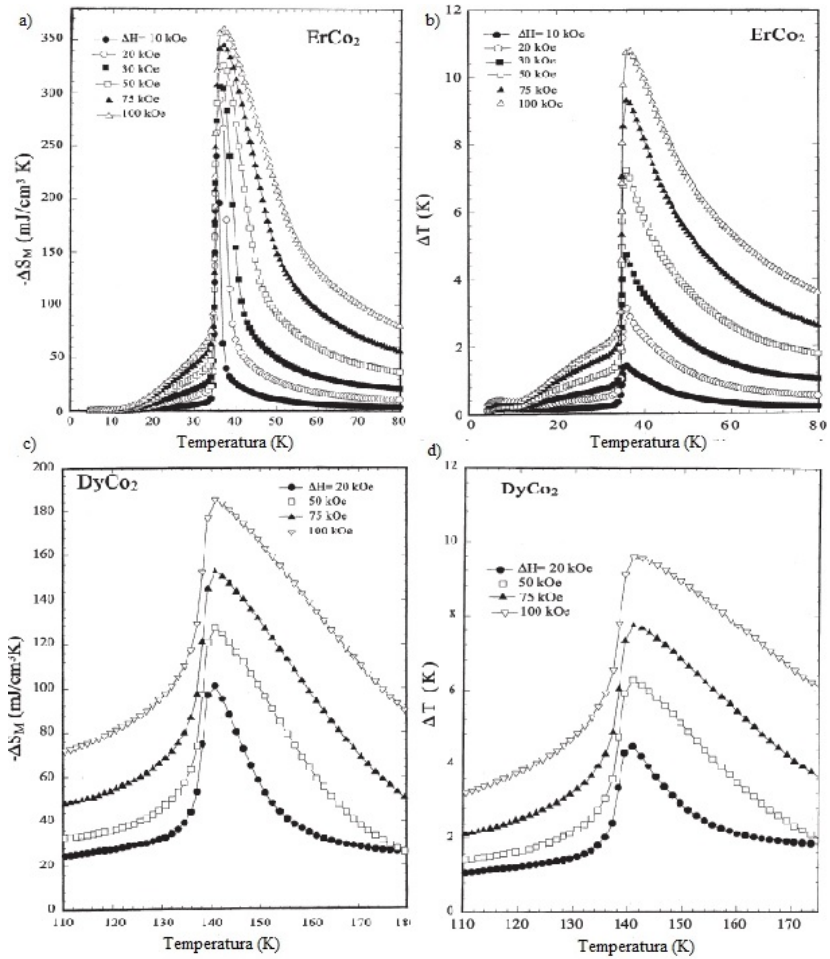 a)
ErCo₂
ΔH= 10 kOe
20 kOe
30 kOe
50 kOe
75 kOe
100 kOe
-ΔS_M (mJ/cm³ K)
350
300
250
200
150
100
50
0
0 10 20 30 40 50 60 70 80
Temperatura (K)
b)
ErCo₂
ΔH= 10 kOe
20 kOe
30 kOe
50 kOe
75 kOe
100 kOe
ΔT (K)
12
10
8
6
4
2
0
0 20 40 60 80
Temperatura (K)
c)
DyCo₂
ΔH= 20 kOe
50 kOe
75 kOe
100 kOe
-ΔS_M (mJ/cm³K)
200
180
160
140
120
100
80
60
40
20
0
110 120 130 140 150 160 170 180
Temperatura (K)
d)
DyCo₂
ΔH= 20 kOe
50 kOe
75 kOe
100 kOe
ΔT (K)
12
10
8
6
4
2
0
110 120 130 140 150 160 170
Temperatura (K)